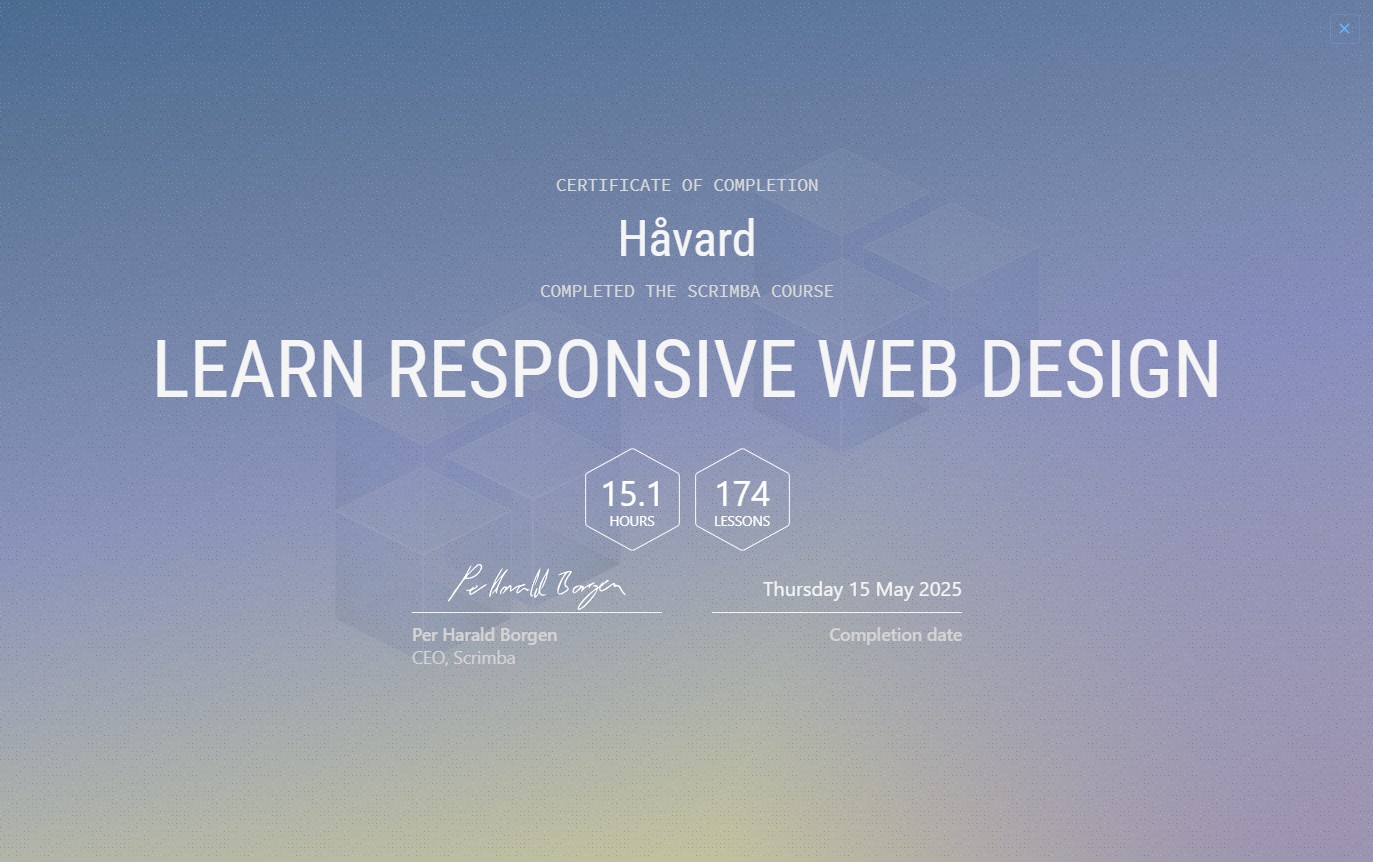 CERTIFICATE OF COMPLETION
Håvard
COMPLETED THE SCRIMBA COURSE
LEARN RESPONSIVE WEB DESIGN
15.1
HOURS
174
LESSONS
Per Harald Borgen
Thursday 15 May 2025
Per Harald Borgen
Completion date
CEO, Scrimba